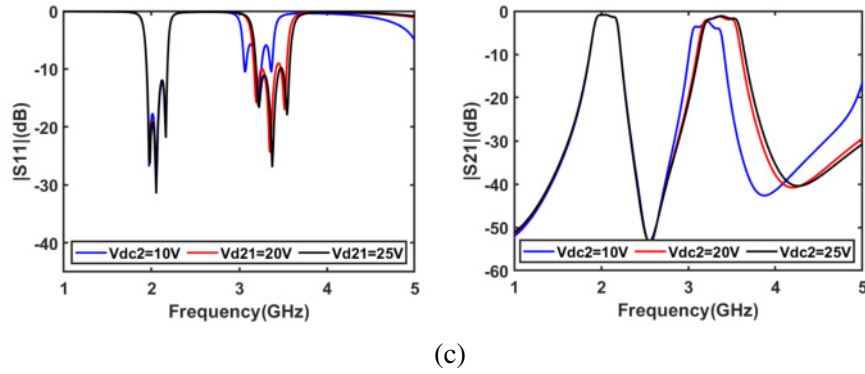 0
-10
-20
-30
-40
|S11|(dB)
Vdc2=10V Vd21=20V Vd21=25V
1 2 3 4 5
Frequency(GHz)
0
-10
-20
-30
-40
-50
-60
|S21|(dB)
Vdc2=10V Vdc2=20V Vdc2=25V
1 2 3 4 5
Frequency(GHz)
(c)